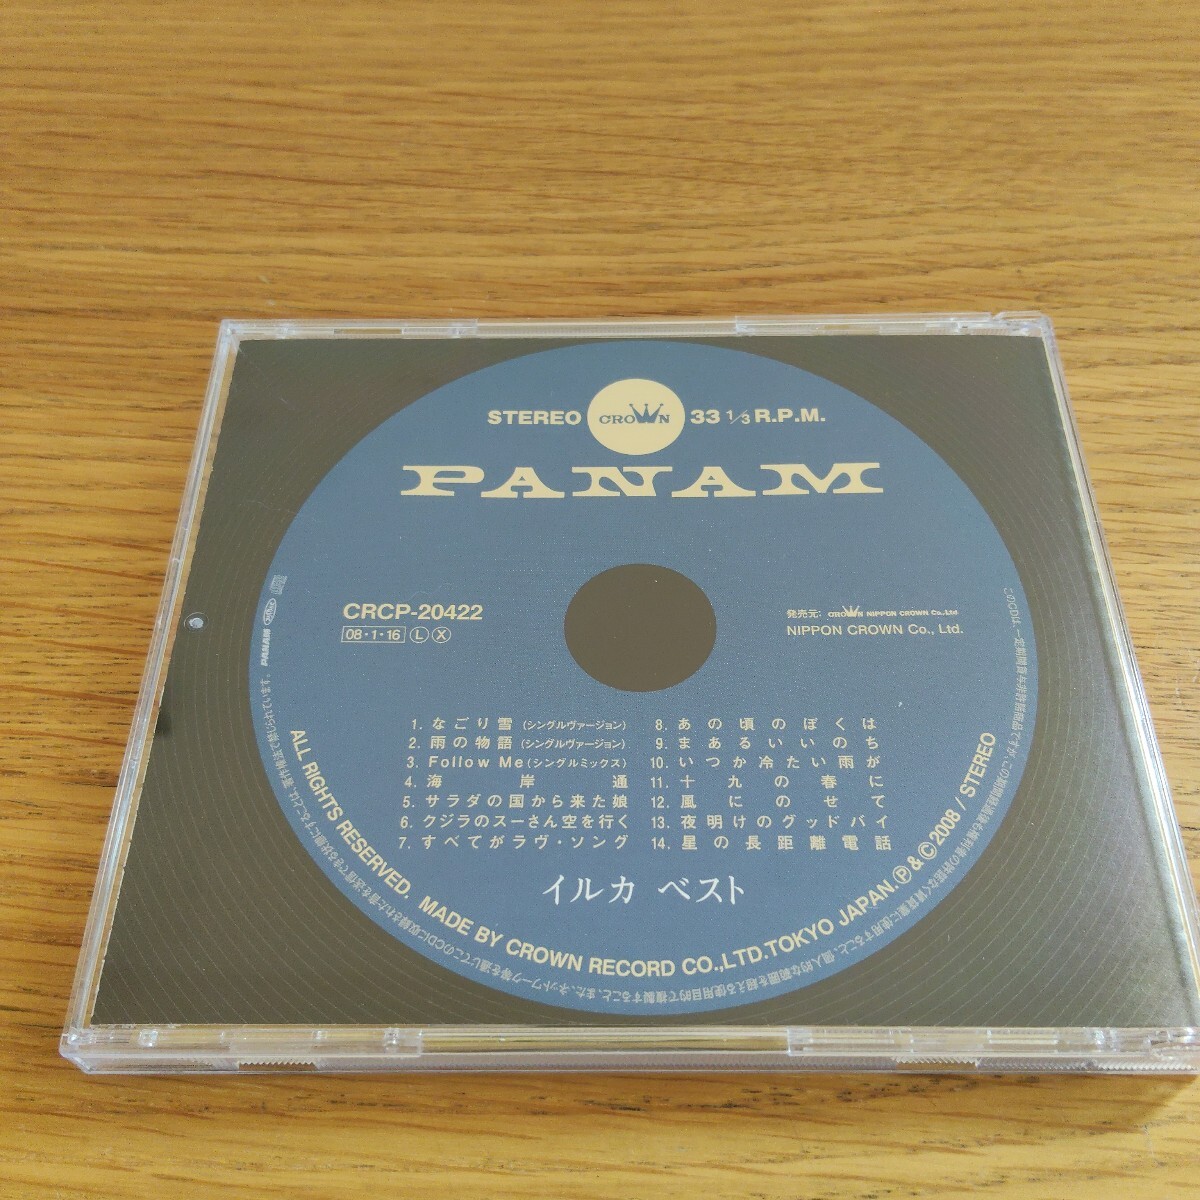 STEREO CROWN 33 1/3 R.P.M.
PANAM
CRCP-20422
08・1・16 L X
発売元: CROWN NIPPON CROWN Co., Ltd
NIPPON CROWN Co., Ltd.
1. なごり雪(シングルヴァージョン)
2. 雨の物語(シングルヴァージョン)
3. Follow Me(シングルミックス)
4. 海岸通
5. サラダの国から来た娘
6. クジラのスーさん空を行く
7. すべてがラヴ・ソング
8. あの頃のぼくは
9. まあるいいのち
10. いつか冷たい雨が
11. 十九の春に
12. 風にのせて
13. 夜明けのグッドバイ
14. 星の長距離電話
イルカ ベスト
ALL RIGHTS RESERVED. MADE BY CROWN RECORD CO.,LTD.TOKYO JAPAN.Ⓟ&©2008/STEREO
PANAM